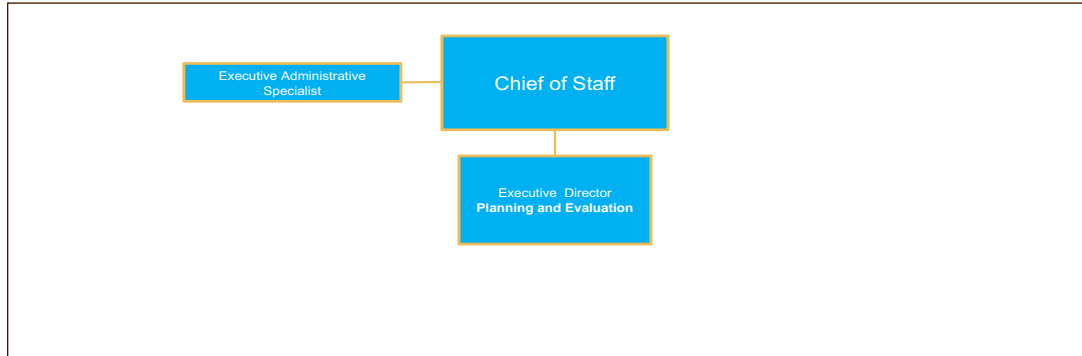 Executive Administrative
Specialist
Chief of Staff
Executive Director
Planning and Evaluation